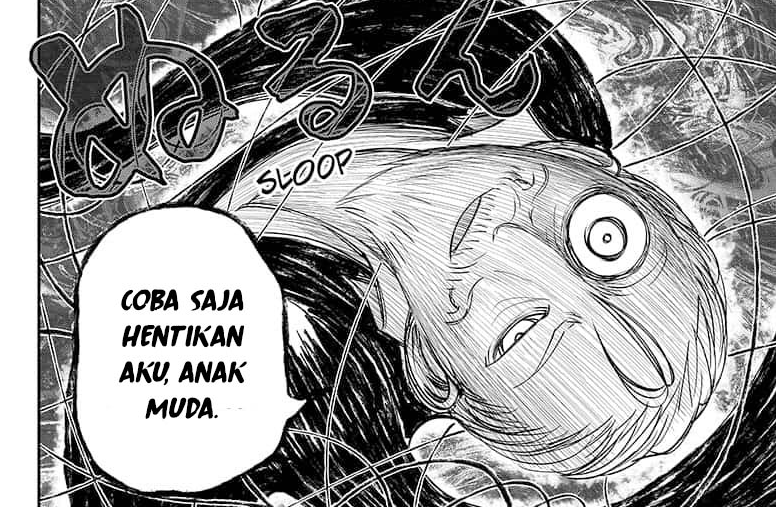 ぬるん
SLOOP
COBA SAJA
HENTIKAN
AKU, ANAK
MUDA.